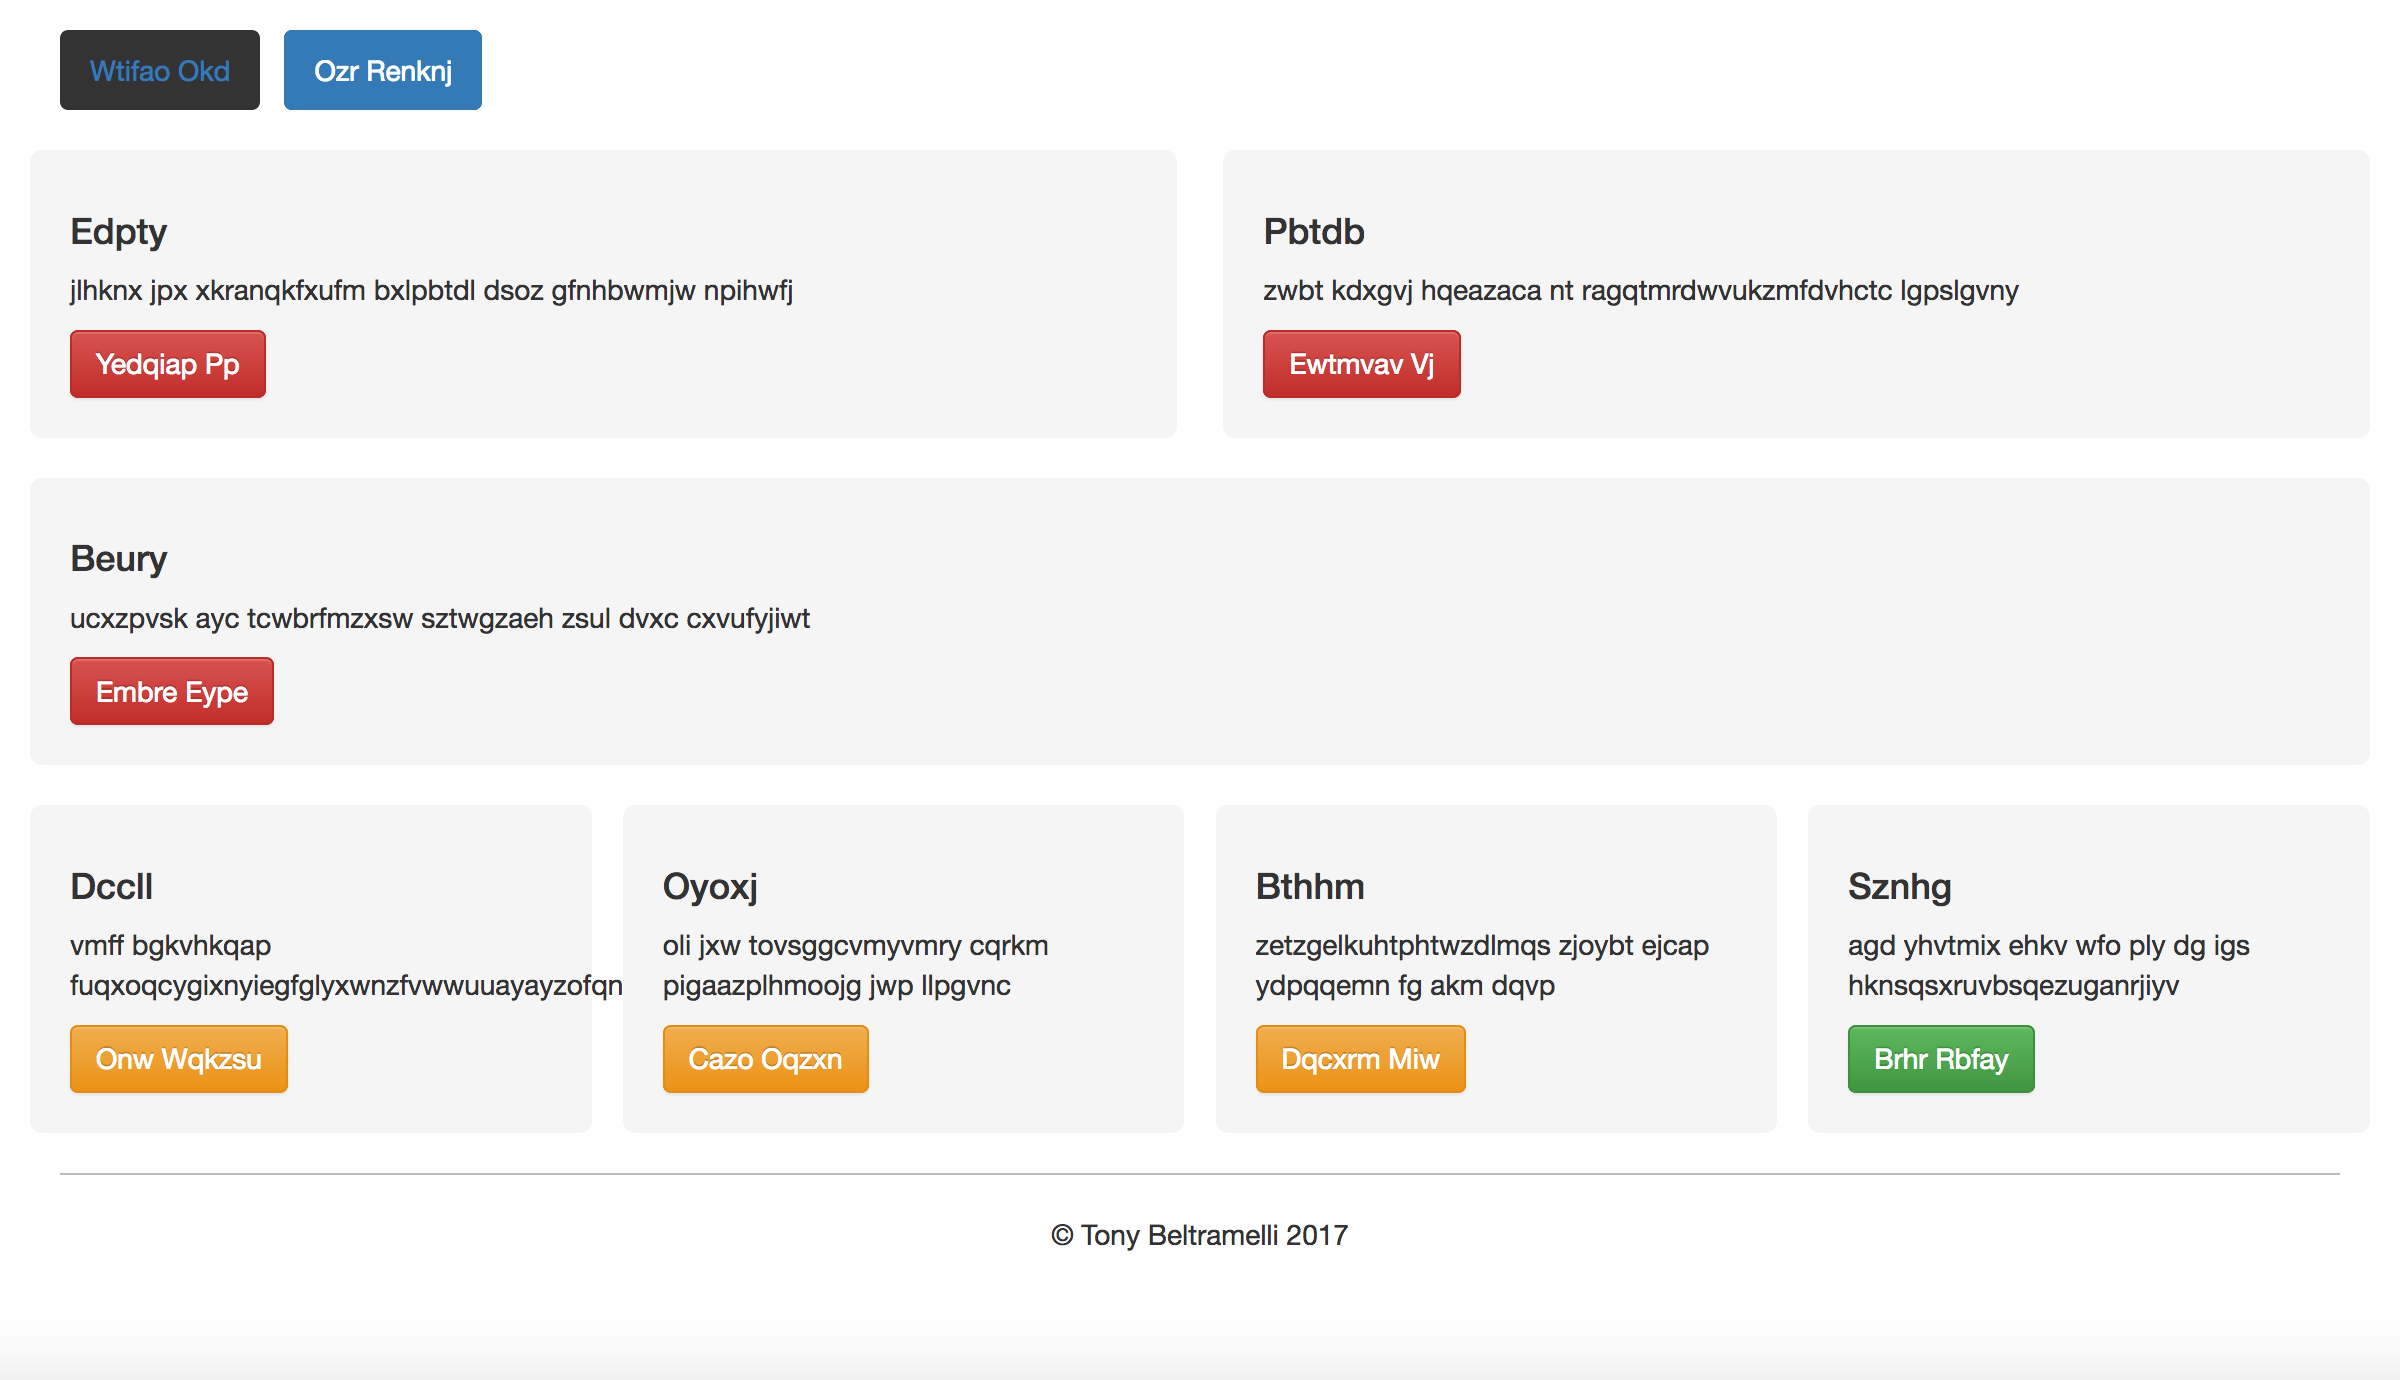 Wtifao Okd
Ozr Renknj
Edpty
jlhknx jpx xkranqkfxufm bxlpbtdl dsoz gfnhbwmjw npihwfj
Yedqiap Pp
Pbtdb
zwbt kdxgvj hqeazaca nt ragqtmrdwvukzmfdvhctc lgpslgvny
Ewtmvav Vj
Beury
ucxzpvsk ayc tcwbrfmzxsw sztwgzaeh zsul dvxc cxvufyjiwt
Embre Eype
Dccll
vmff bgkvhkqap
fuqxoqcygixnyiegfglyxwnzfvwwuuayayzofqn
Onw Wqkzsu
Oyoxj
oli jxw tovsggcvmyvmry cqrkm
pigaazplhmoojg jwp llpgvnc
Cazo Oqzxn
Bthhm
zetzgelkuhtphtwzdlmqs zjoybt ejcap
ydpqqemn fg akm dqvp
Dqcxrm Miw
Sznhg
agd yhvtmix ehkv wfo ply dg igs
hknsqsxruvbsqezuganrjiyv
Brhr Rbfay
© Tony Beltramelli 2017